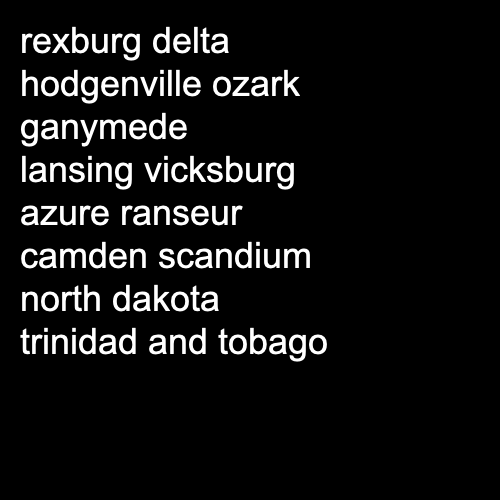 rexburg delta
hodgenville ozark
ganymede
lansing vicksburg
azure ranseur
camden scandium
north dakota
trinidad and tobago